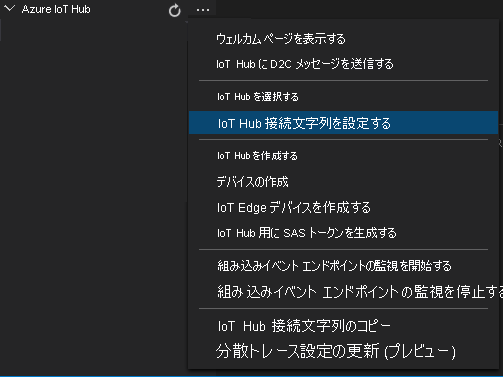 Azure IoT Hub
ウェルカム ページを表示する
IoT Hub に D2C メッセージを送信する
IoT Hub を選択する
IoT Hub 接続文字列を設定する
IoT Hub を作成する
デバイスの作成
IoT Edge デバイスを作成する
IoT Hub 用に SAS トークンを生成する
組み込みイベント エンドポイントの監視を開始する
組み込みイベント エンドポイントの監視を停止する
IoT Hub 接続文字列のコピー
分散トレース設定の更新 (プレビュー)